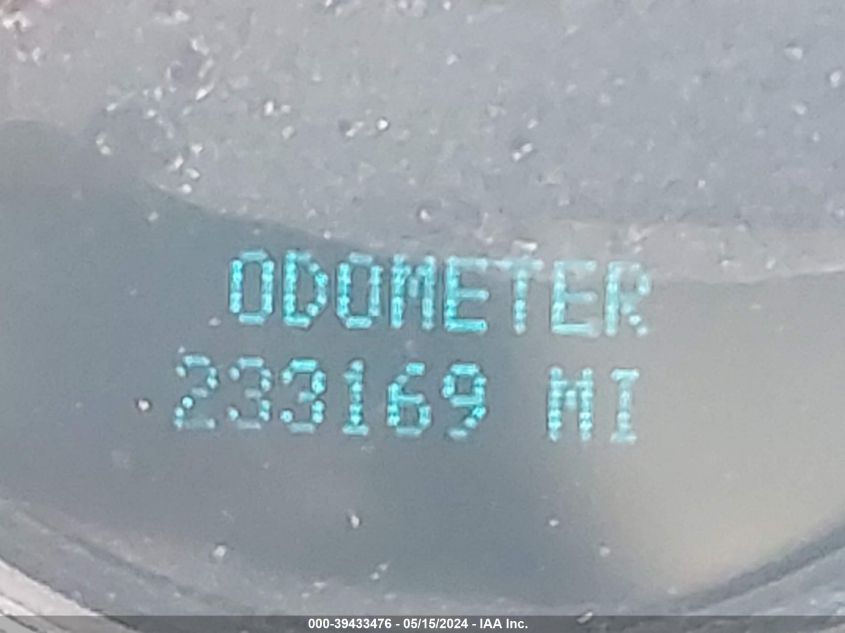 ODOMETER
233169 MI
000-39433476 - 05/15/2024 - IAA Inc.